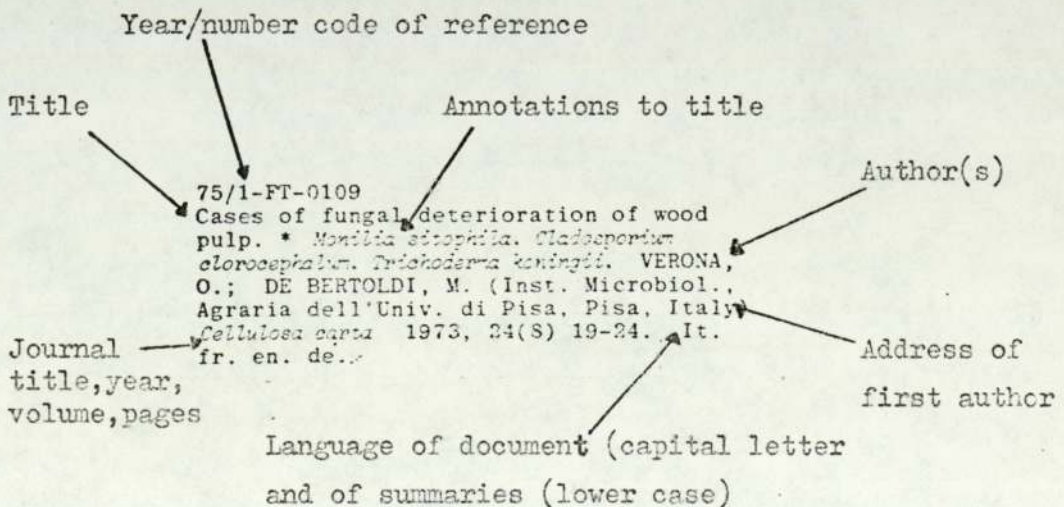 Year/number code of reference
Title
Annotations to title
Author(s)
75/1-FT-0109
Cases of fungal deterioration of wood
pulp. * Monilia sitophila. Cladosporium
clorocephalum. Trichoderma koningii. VERONA,
O.; DE BERTOLDI, M. (Inst. Microbiol.,
Agraria dell'Univ. di Pisa, Pisa, Italy
Cellulosa carta 1973, 24(S) 19-24. It.
fr. en. de.
Journal
title,year,
volume,pages
Address of
first author
Language of document (capital letter
and of summaries (lower case)